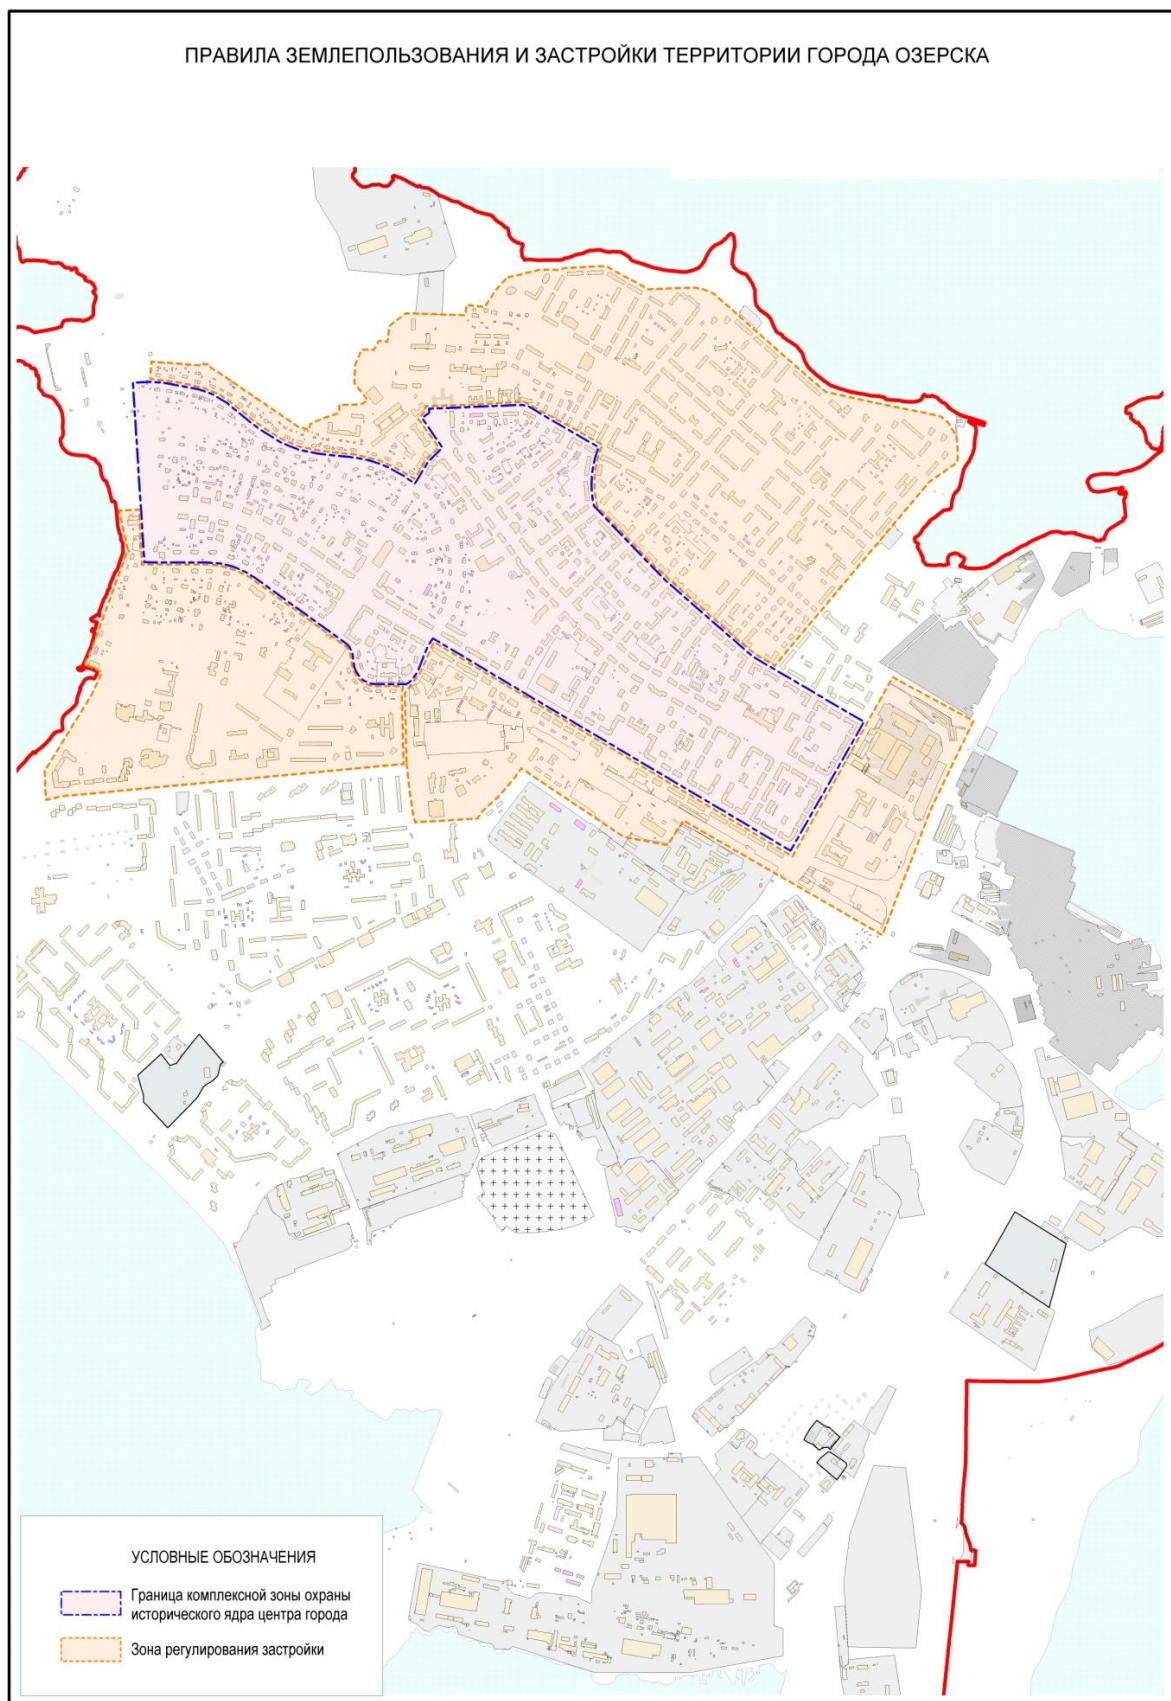 ПРАВИЛА ЗЕМЛЕПОЛЬЗОВАНИЯ И ЗАСТРОЙКИ ТЕРРИТОРИИ ГОРОДА ОЗЕРСКА
УСЛОВНЫЕ ОБОЗНАЧЕНИЯ
Граница комплексной зоны охраны
исторического ядра центра города
Зона регулирования застройки